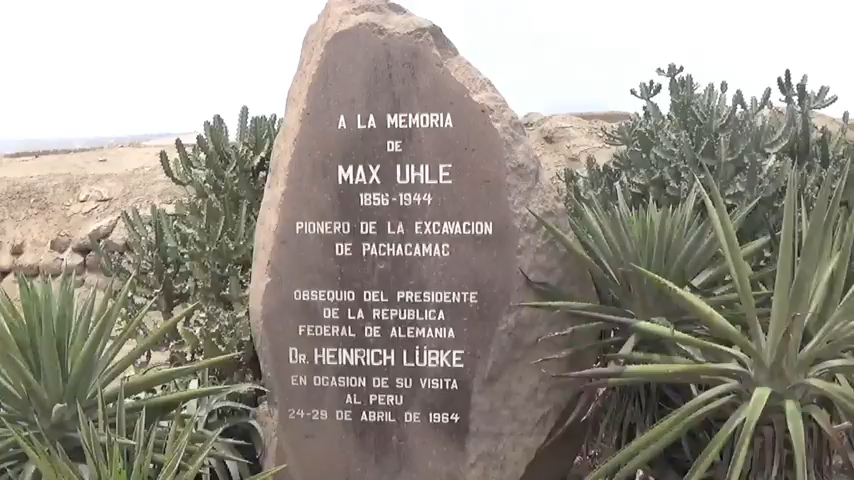 A LA MEMORIA
DE
MAX UHLE
1856-1944
PIONERO DE LA EXCAVACION
DE PACHACAMAC
OBSEQUIO DEL PRESIDENTE
DE LA REPUBLICA
FEDERAL DE ALEMANIA
DR. HEINRICH LÜBKE
EN OCASION DE SU VISITA
AL PERU
24-29 DE ABRIL DE 1964